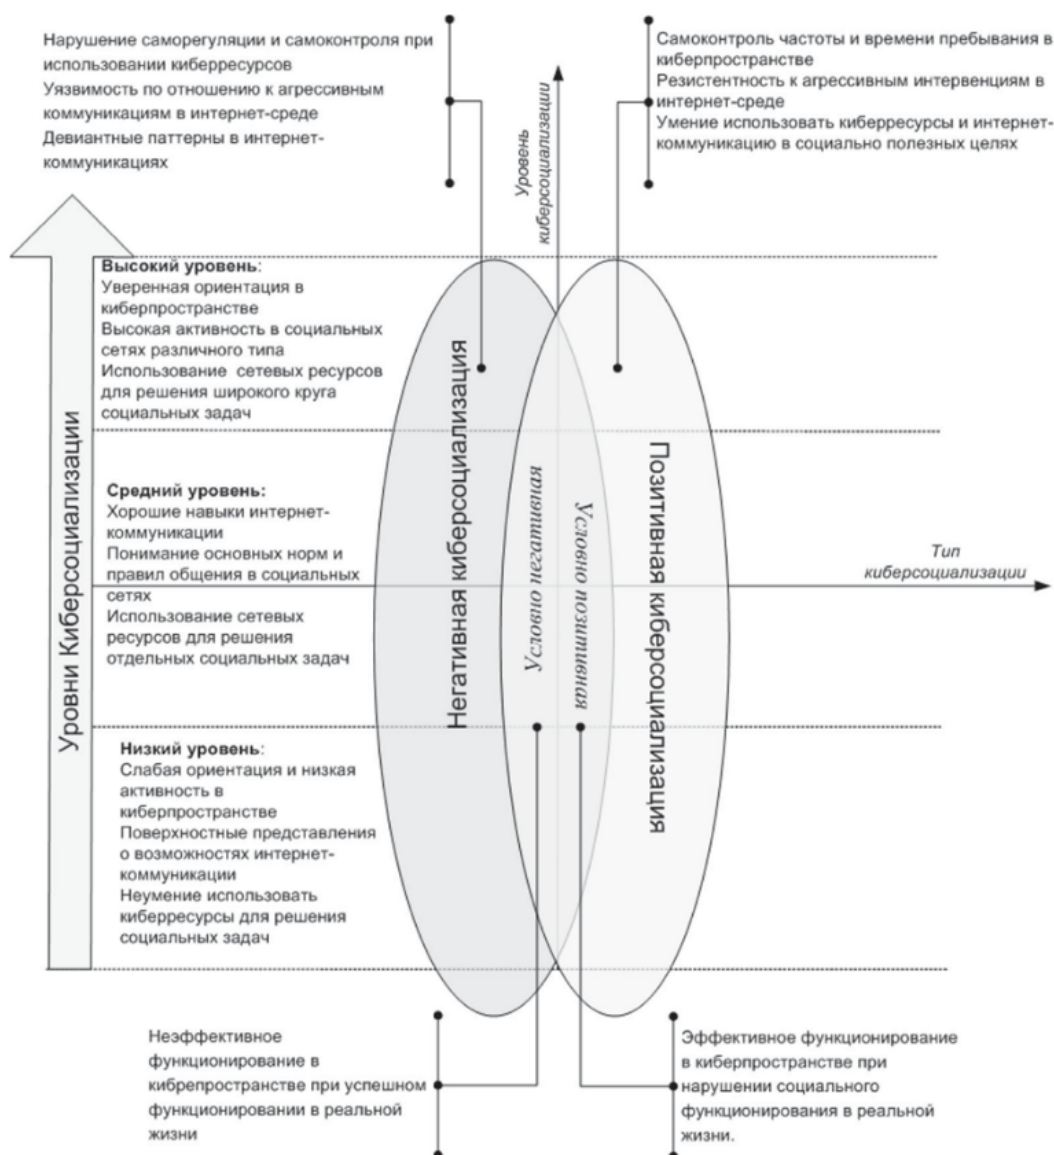 Нарушение саморегуляции и самоконтроля при
использовании киберресурсов
Уязвимость по отношению к агрессивным
коммуникациям в интернет-среде
Девиантные паттерны в интернет-
коммуникациях
Самоконтроль частоты и времени пребывания в
киберпространстве
Резистентность к агрессивным интервенциям в
интернет-среде
Умение использовать киберресурсы и интернет-
коммуникацию в социально полезных целях
Уровень
киберсоциализации
Уровни Киберсоциализации
Высокий уровень:
Уверенная ориентация в
киберпространстве
Высокая активность в социальных
сетях различного типа
Использование сетевых ресурсов
для решения широкого круга
социальных задач
Средний уровень:
Хорошие навыки интернет-
коммуникации
Понимание основных норм и
правил общения в социальных
сетях
Использование сетевых
ресурсов для решения
отдельных социальных задач
Низкий уровень:
Слабая ориентация и низкая
активность в
киберпространстве
Поверхностные представления
о возможностях интернет-
коммуникации
Неумение использовать
киберресурсы для решения
социальных задач
Негативная киберсоциализация
Условно негативная
Условно позитивная
Позитивная киберсоциализация
Тип
киберсоциализации
Неэффективное
функционирование в
кибрепространстве при успешном
функционировании в реальной
жизни
Эффективное функционирование
в киберпространстве при
нарушении социального
функционирования в реальной
жизни.